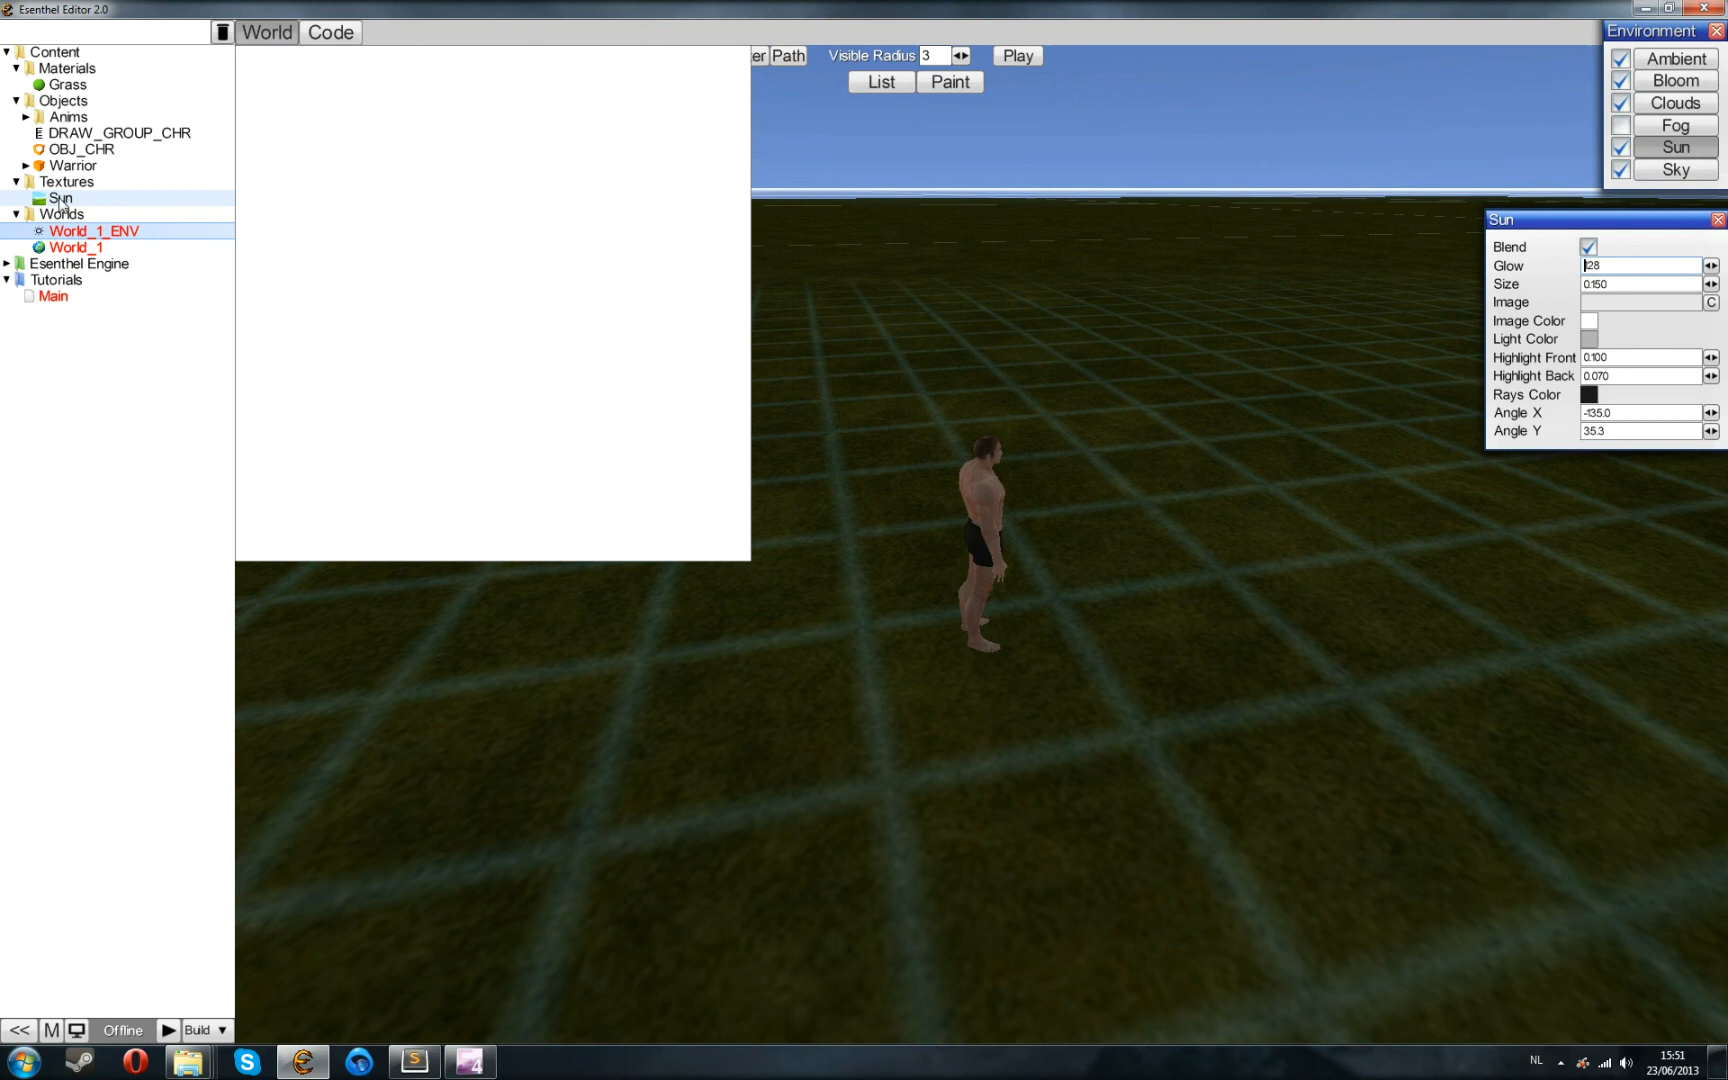 Esenthel Editor 2.0
World Code
Content
Materials
Grass
Objects
Anims
DRAW_GROUP_CHR
OBJ_CHR
Warrior
Textures
Sun
Worlds
World_1_ENV
World_1
Esenthel Engine
Tutorials
Main
er Path Visible Radius 3 Play
List Paint
Environment
Ambient
Bloom
Clouds
Fog
Sun
Sky
Sun
Blend
Glow 128
Size 0.150
Image C
Image Color
Light Color
Highlight Front 0.100
Highlight Back 0.070
Rays Color
Angle X -135.0
Angle Y 35.3
<< M Offline Build
NL 15:51
23/06/2013